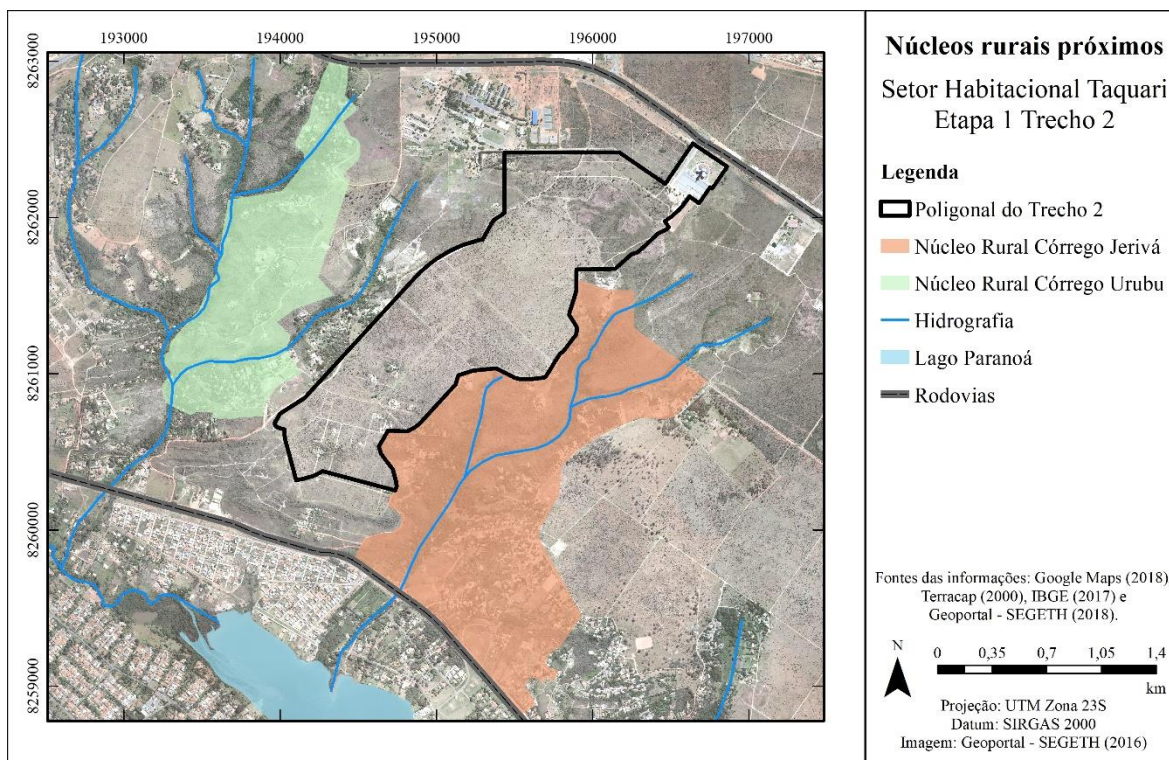 193000 194000 195000 196000 197000
8263000
8262000
8261000
8260000
8259000
Núcleos rurais próximos
Setor Habitacional Taquari
Etapa 1 Trecho 2
Legenda
Poligonal do Trecho 2
Núcleo Rural Córrego Jerivá
Núcleo Rural Córrego Urubu
Hidrografia
Lago Paranoá
Rodovias
Fontes das informações: Google Maps (2018)
Terracap (2000), IBGE (2017) e
Geoportal - SEGETH (2018).
N
0 0,35 0,7 1,05 1,4
km
Projeção: UTM Zona 23S
Datum: SIRGAS 2000
Imagem: Geoportal - SEGETH (2016)